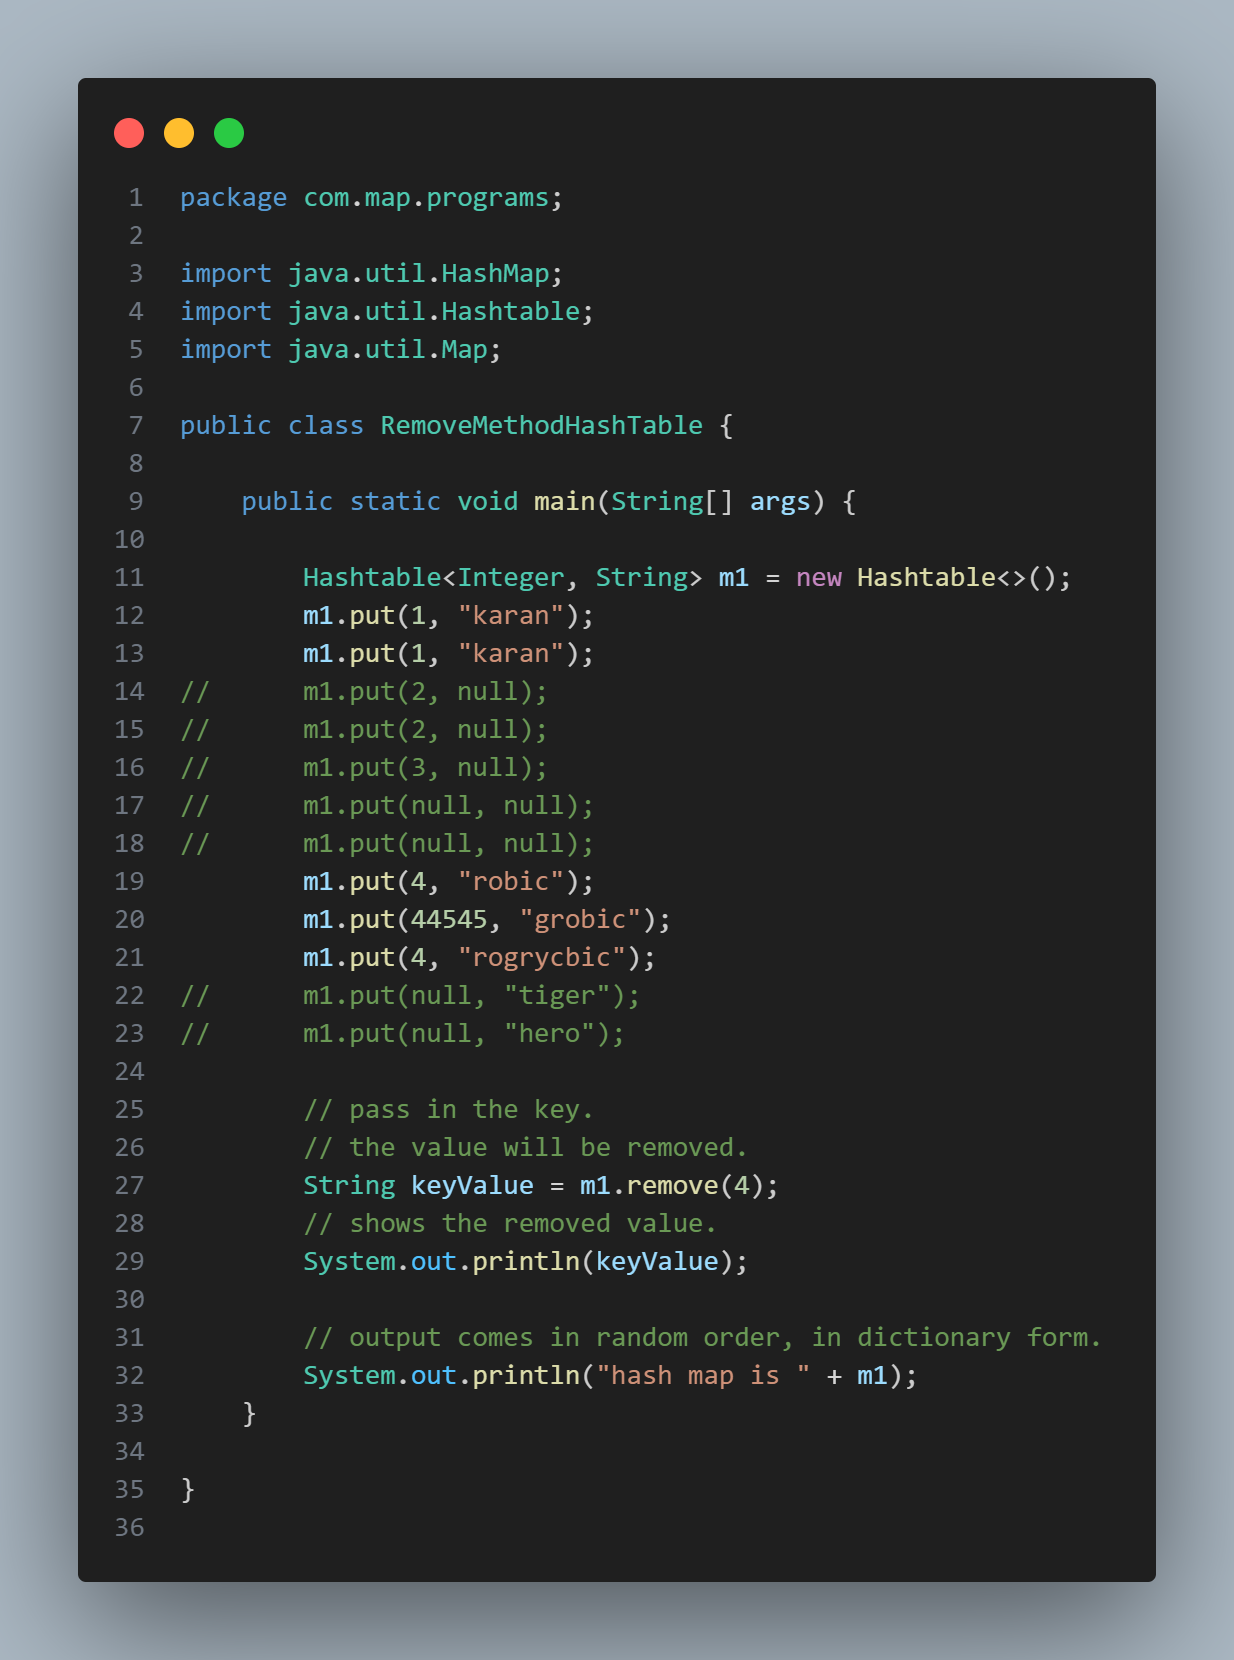 1 package com.map.programs;
2
3 import java.util.HashMap;
4 import java.util.Hashtable;
5 import java.util.Map;
6
7 public class RemoveMethodHashTable {
8
9     public static void main(String[] args) {
10
11         Hashtable<Integer, String> m1 = new Hashtable<>();
12         m1.put(1, "karan");
13         m1.put(1, "karan");
14 //      m1.put(2, null);
15 //      m1.put(2, null);
16 //      m1.put(3, null);
17 //      m1.put(null, null);
18 //      m1.put(null, null);
19         m1.put(4, "robic");
20         m1.put(44545, "grobic");
21         m1.put(4, "rogrycbic");
22 //      m1.put(null, "tiger");
23 //      m1.put(null, "hero");
24
25         // pass in the key.
26         // the value will be removed.
27         String keyValue = m1.remove(4);
28         // shows the removed value.
29         System.out.println(keyValue);
30
31         // output comes in random order, in dictionary form.
32         System.out.println("hash map is " + m1);
33     }
34
35 }
36